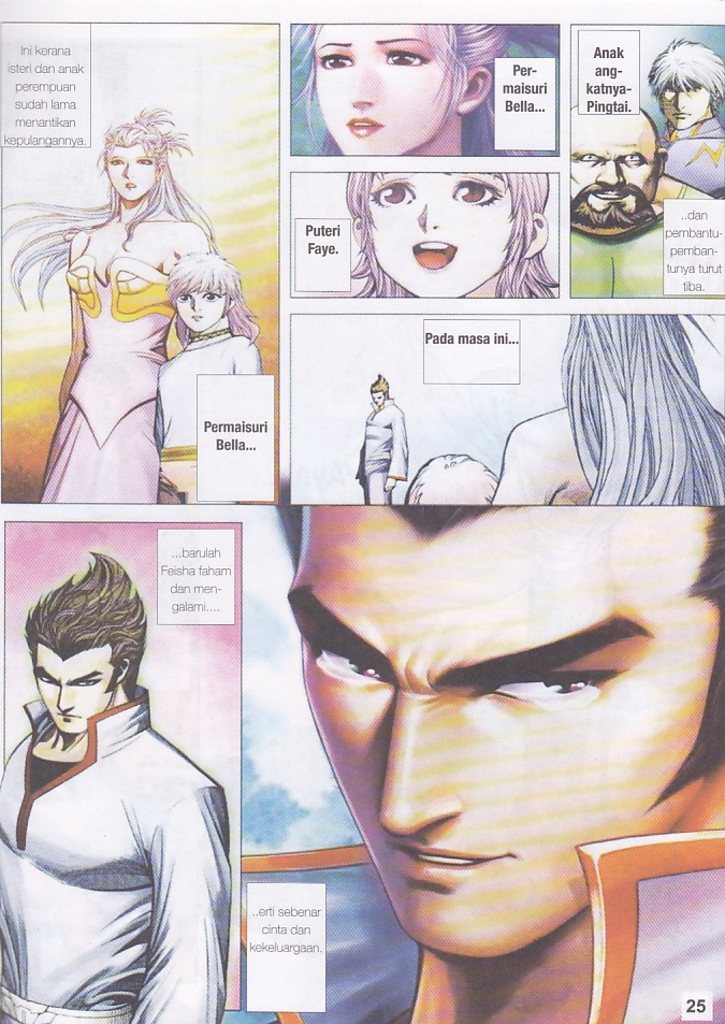 Ini kerana
isteri dan anak
perempuan
sudah lama
menantikan
kepulangannya.
Permaisuri
Bella...
Per-
maisuri
Bella...
Anak
ang-
katnya-
Pingtai.
Puteri
Faye.
..dan
pembantu-
pemban-
tunya turut
tiba.
Pada masa ini...
...barulah
Feisha faham
dan men-
galami....
..erti sebenar
cinta dan
kekeluargaan.
25